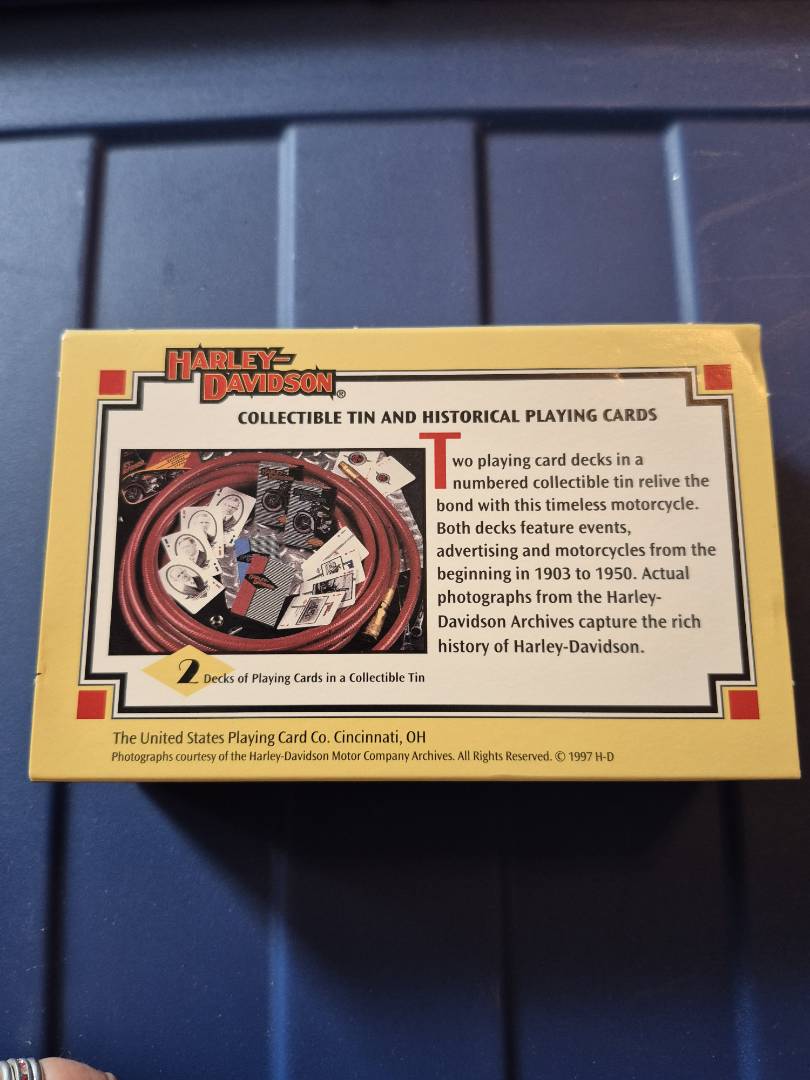 HARLEY-
DAVIDSON®
COLLECTIBLE TIN AND HISTORICAL PLAYING CARDS
Two playing card decks in a
numbered collectible tin relive the
bond with this timeless motorcycle.
Both decks feature events,
advertising and motorcycles from the
beginning in 1903 to 1950. Actual
photographs from the Harley-
Davidson Archives capture the rich
history of Harley-Davidson.
2 Decks of Playing Cards in a Collectible Tin
The United States Playing Card Co. Cincinnati, OH
Photographs courtesy of the Harley-Davidson Motor Company Archives. All Rights Reserved. © 1997 H-D